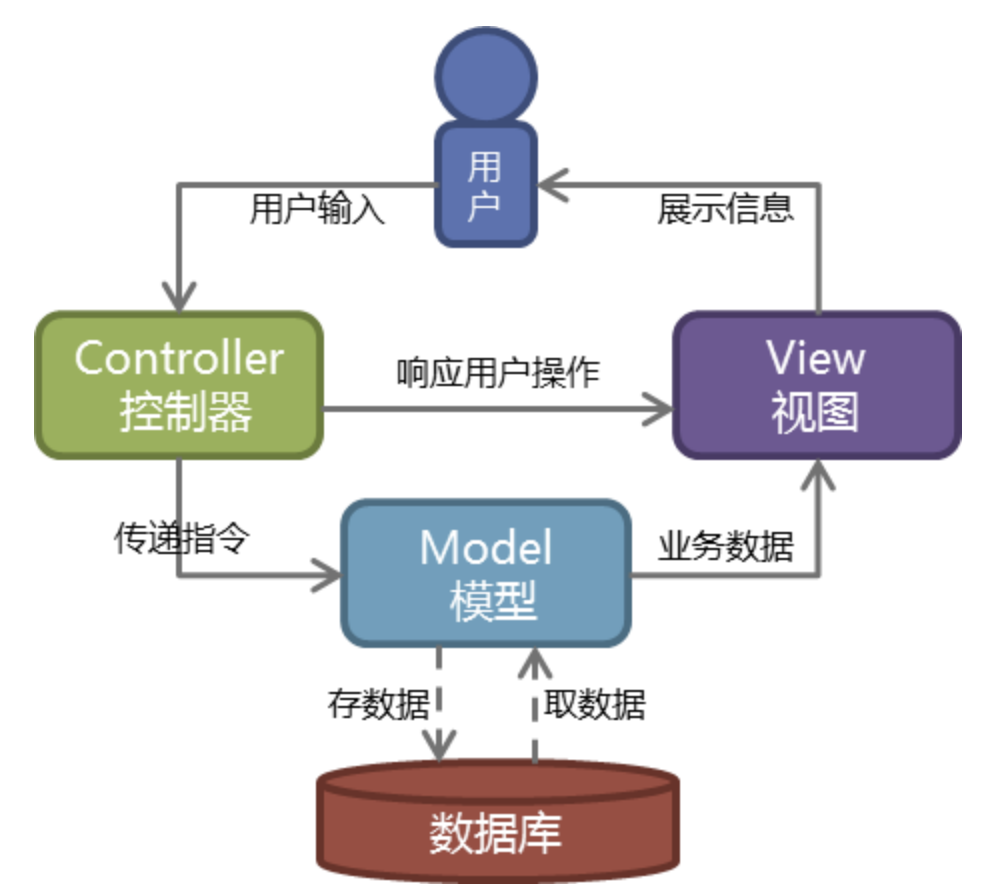 用
户
用户输入
展示信息
Controller
控制器
响应用户操作
View
视图
传递指令
Model
模型
业务数据
存数据
取数据
数据库